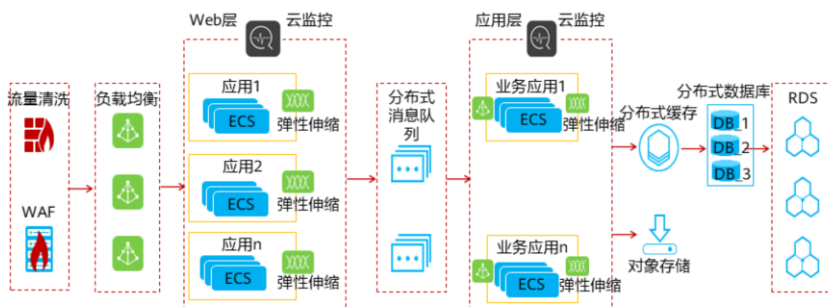 流量清洗
WAF
负载均衡
Web层
云监控
应用1
ECS
弹性伸缩
应用2
ECS
弹性伸缩
应用n
ECS
弹性伸缩
分布式
消息队
列
应用层
云监控
业务应用1
ECS
弹性伸缩
业务应用n
ECS
弹性伸缩
分布式缓存
对象存储
分布式数据库
DB_1
DB_2
DB_3
RDS